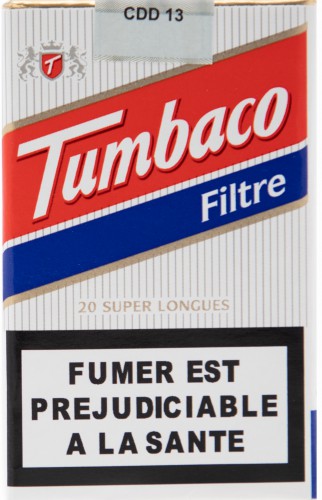 CDD 13
T
Tumbaco
Filtre
20 SUPER LONGUES
FUMER EST
PREJUDICIABLE
A LA SANTE